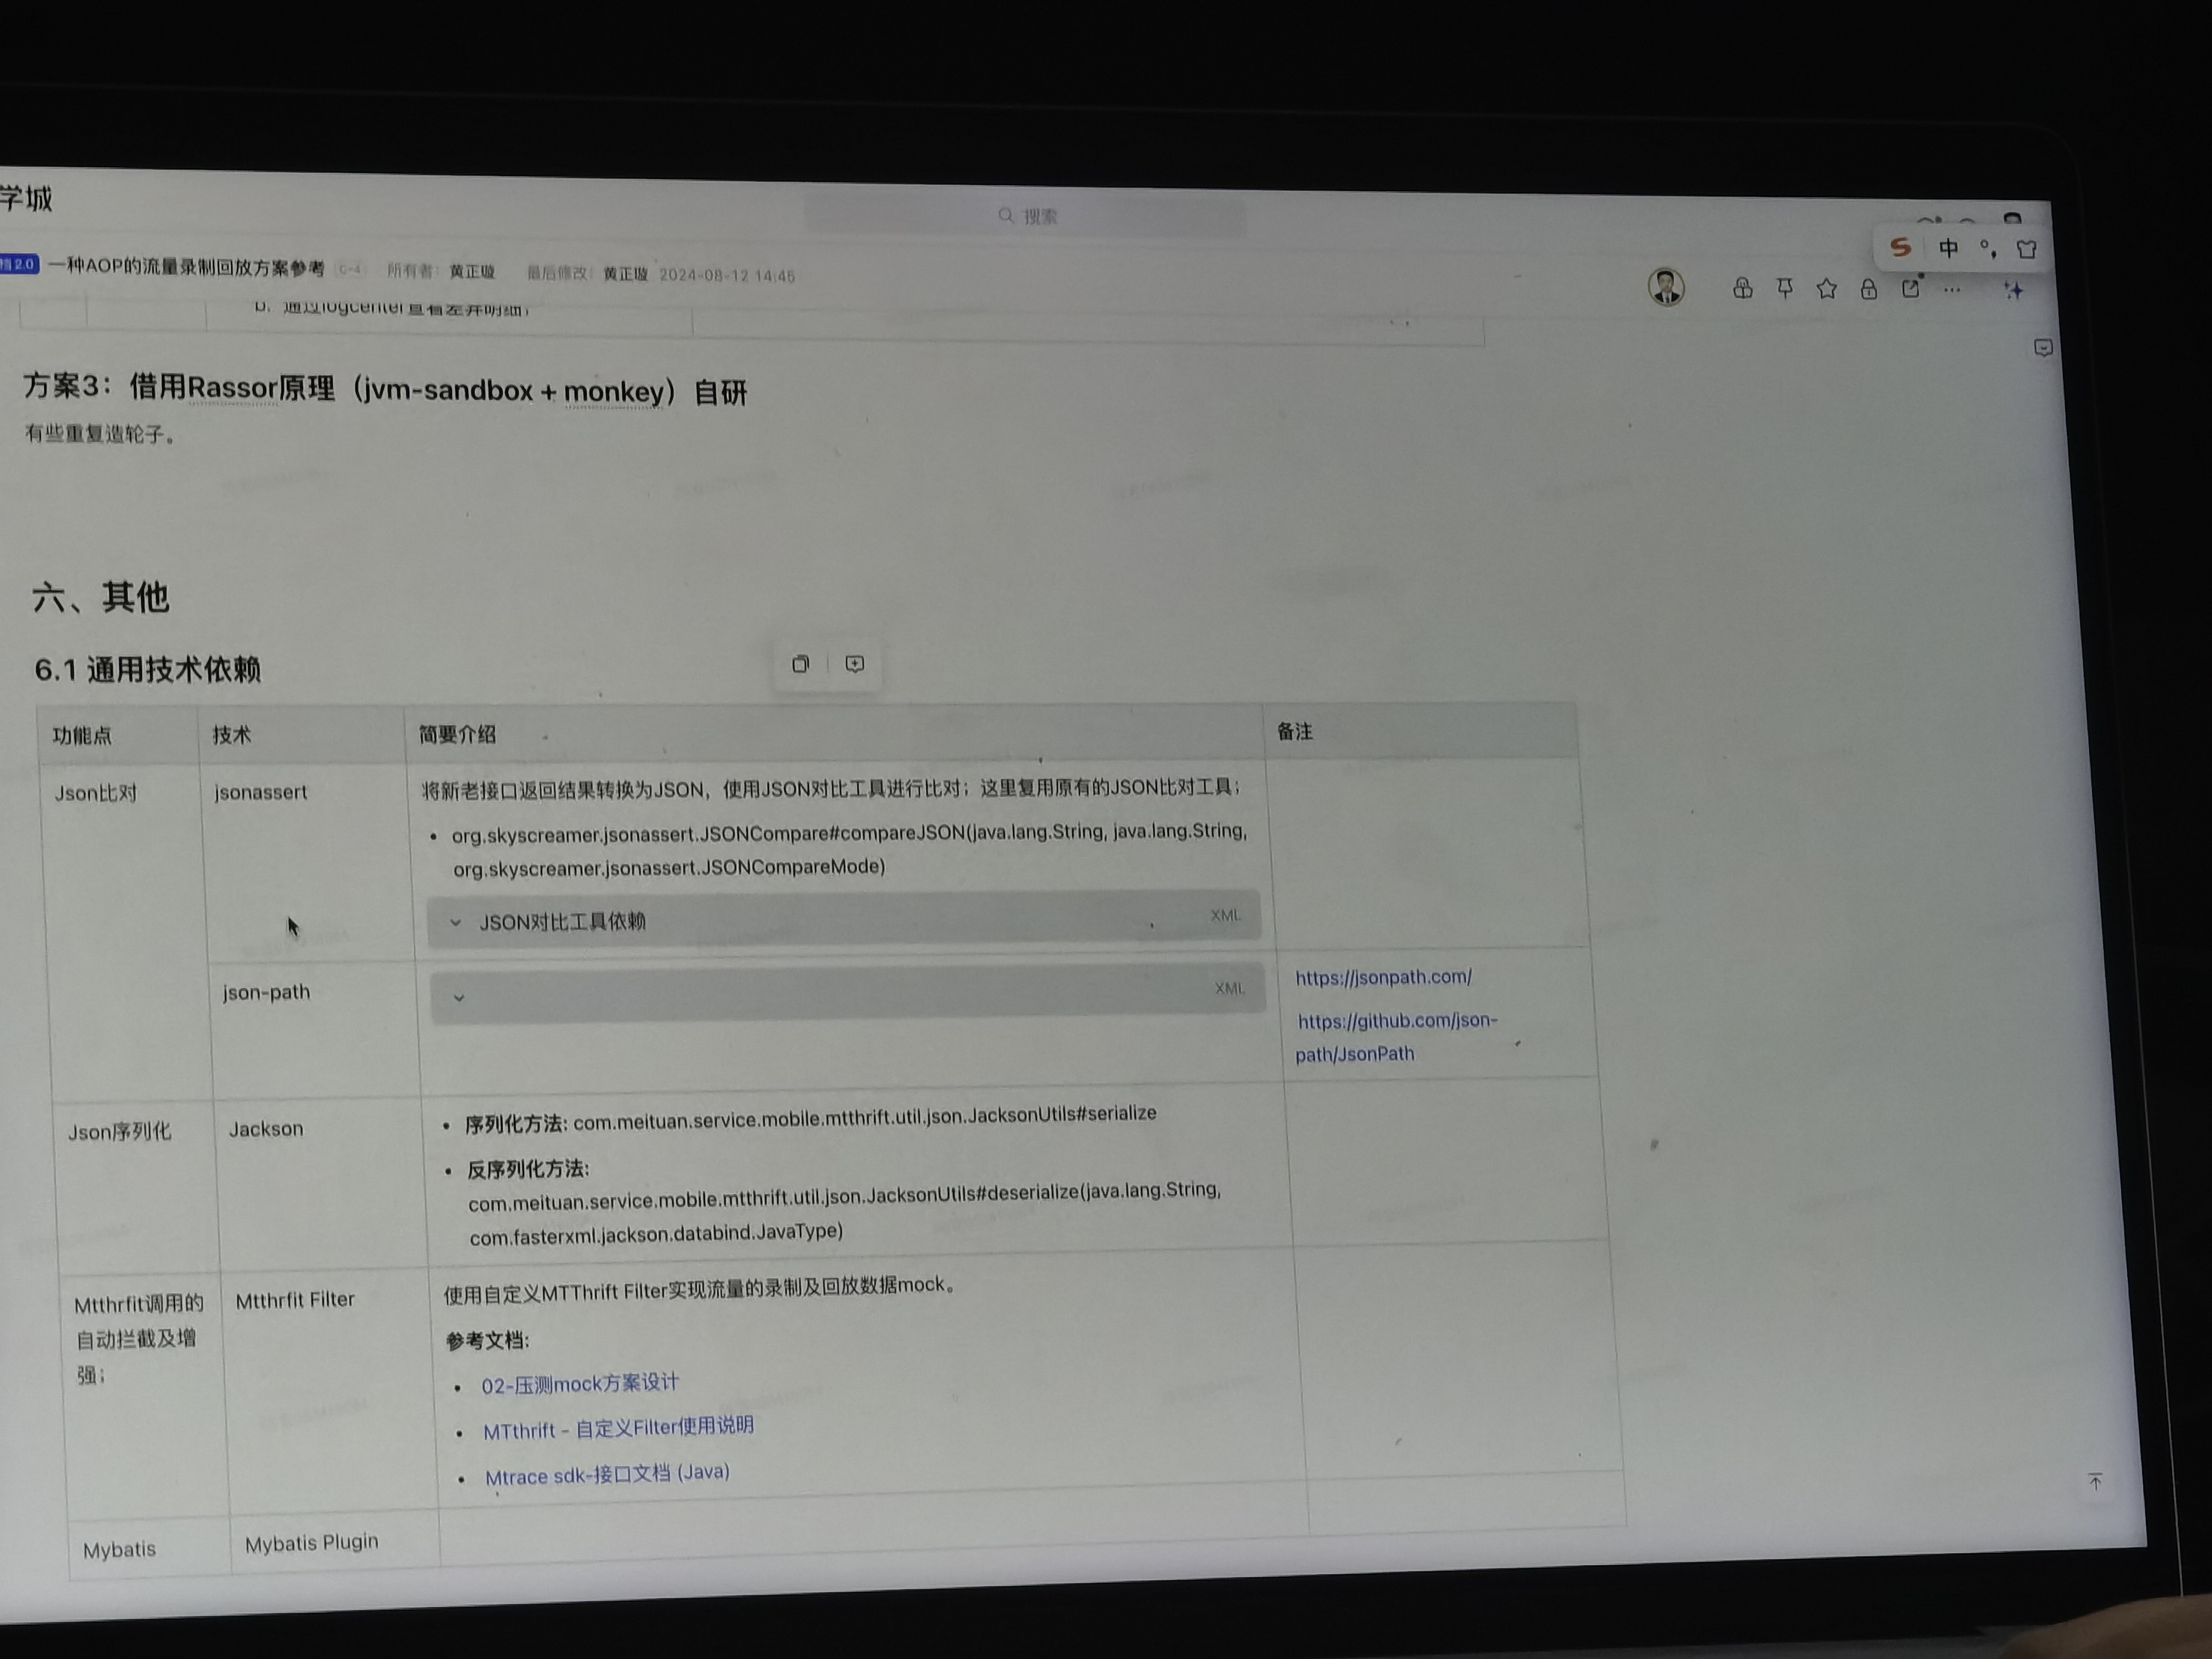 学城
搜索
中
2.0 一种AOP的流量录制回放方案参考 C-4 所有者: 黄正璇 最后修改: 黄正璇 2024-08-12 14:45
b. 通过logcenter查看差异明细;
方案3：借用Rassor原理（jvm-sandbox + monkey）自研
有些重复造轮子。
六、其他
6.1 通用技术依赖
功能点 技术 简要介绍 备注
Json比对 jsonassert 将新老接口返回结果转换为JSON，使用JSON对比工具进行比对；这里复用原有的JSON比对工具；
• org.skyscreamer.jsonassert.JSONCompare#compareJSON(java.lang.String, java.lang.String,
org.skyscreamer.jsonassert.JSONCompareMode)
JSON对比工具依赖 XML
json-path XML https://jsonpath.com/
https://github.com/json-
path/JsonPath
Json序列化 Jackson • 序列化方法: com.meituan.service.mobile.mtthrift.util.json.JacksonUtils#serialize
• 反序列化方法:
com.meituan.service.mobile.mtthrift.util.json.JacksonUtils#deserialize(java.lang.String,
com.fasterxml.jackson.databind.JavaType)
Mtthrfit调用的 Mtthrfit Filter 使用自定义MTThrift Filter实现流量的录制及回放数据mock。
自动拦截及增
强；
参考文档:
• 02-压测mock方案设计
• MTthrift - 自定义Filter使用说明
• Mtrace sdk-接口文档 (Java)
Mybatis Mybatis Plugin